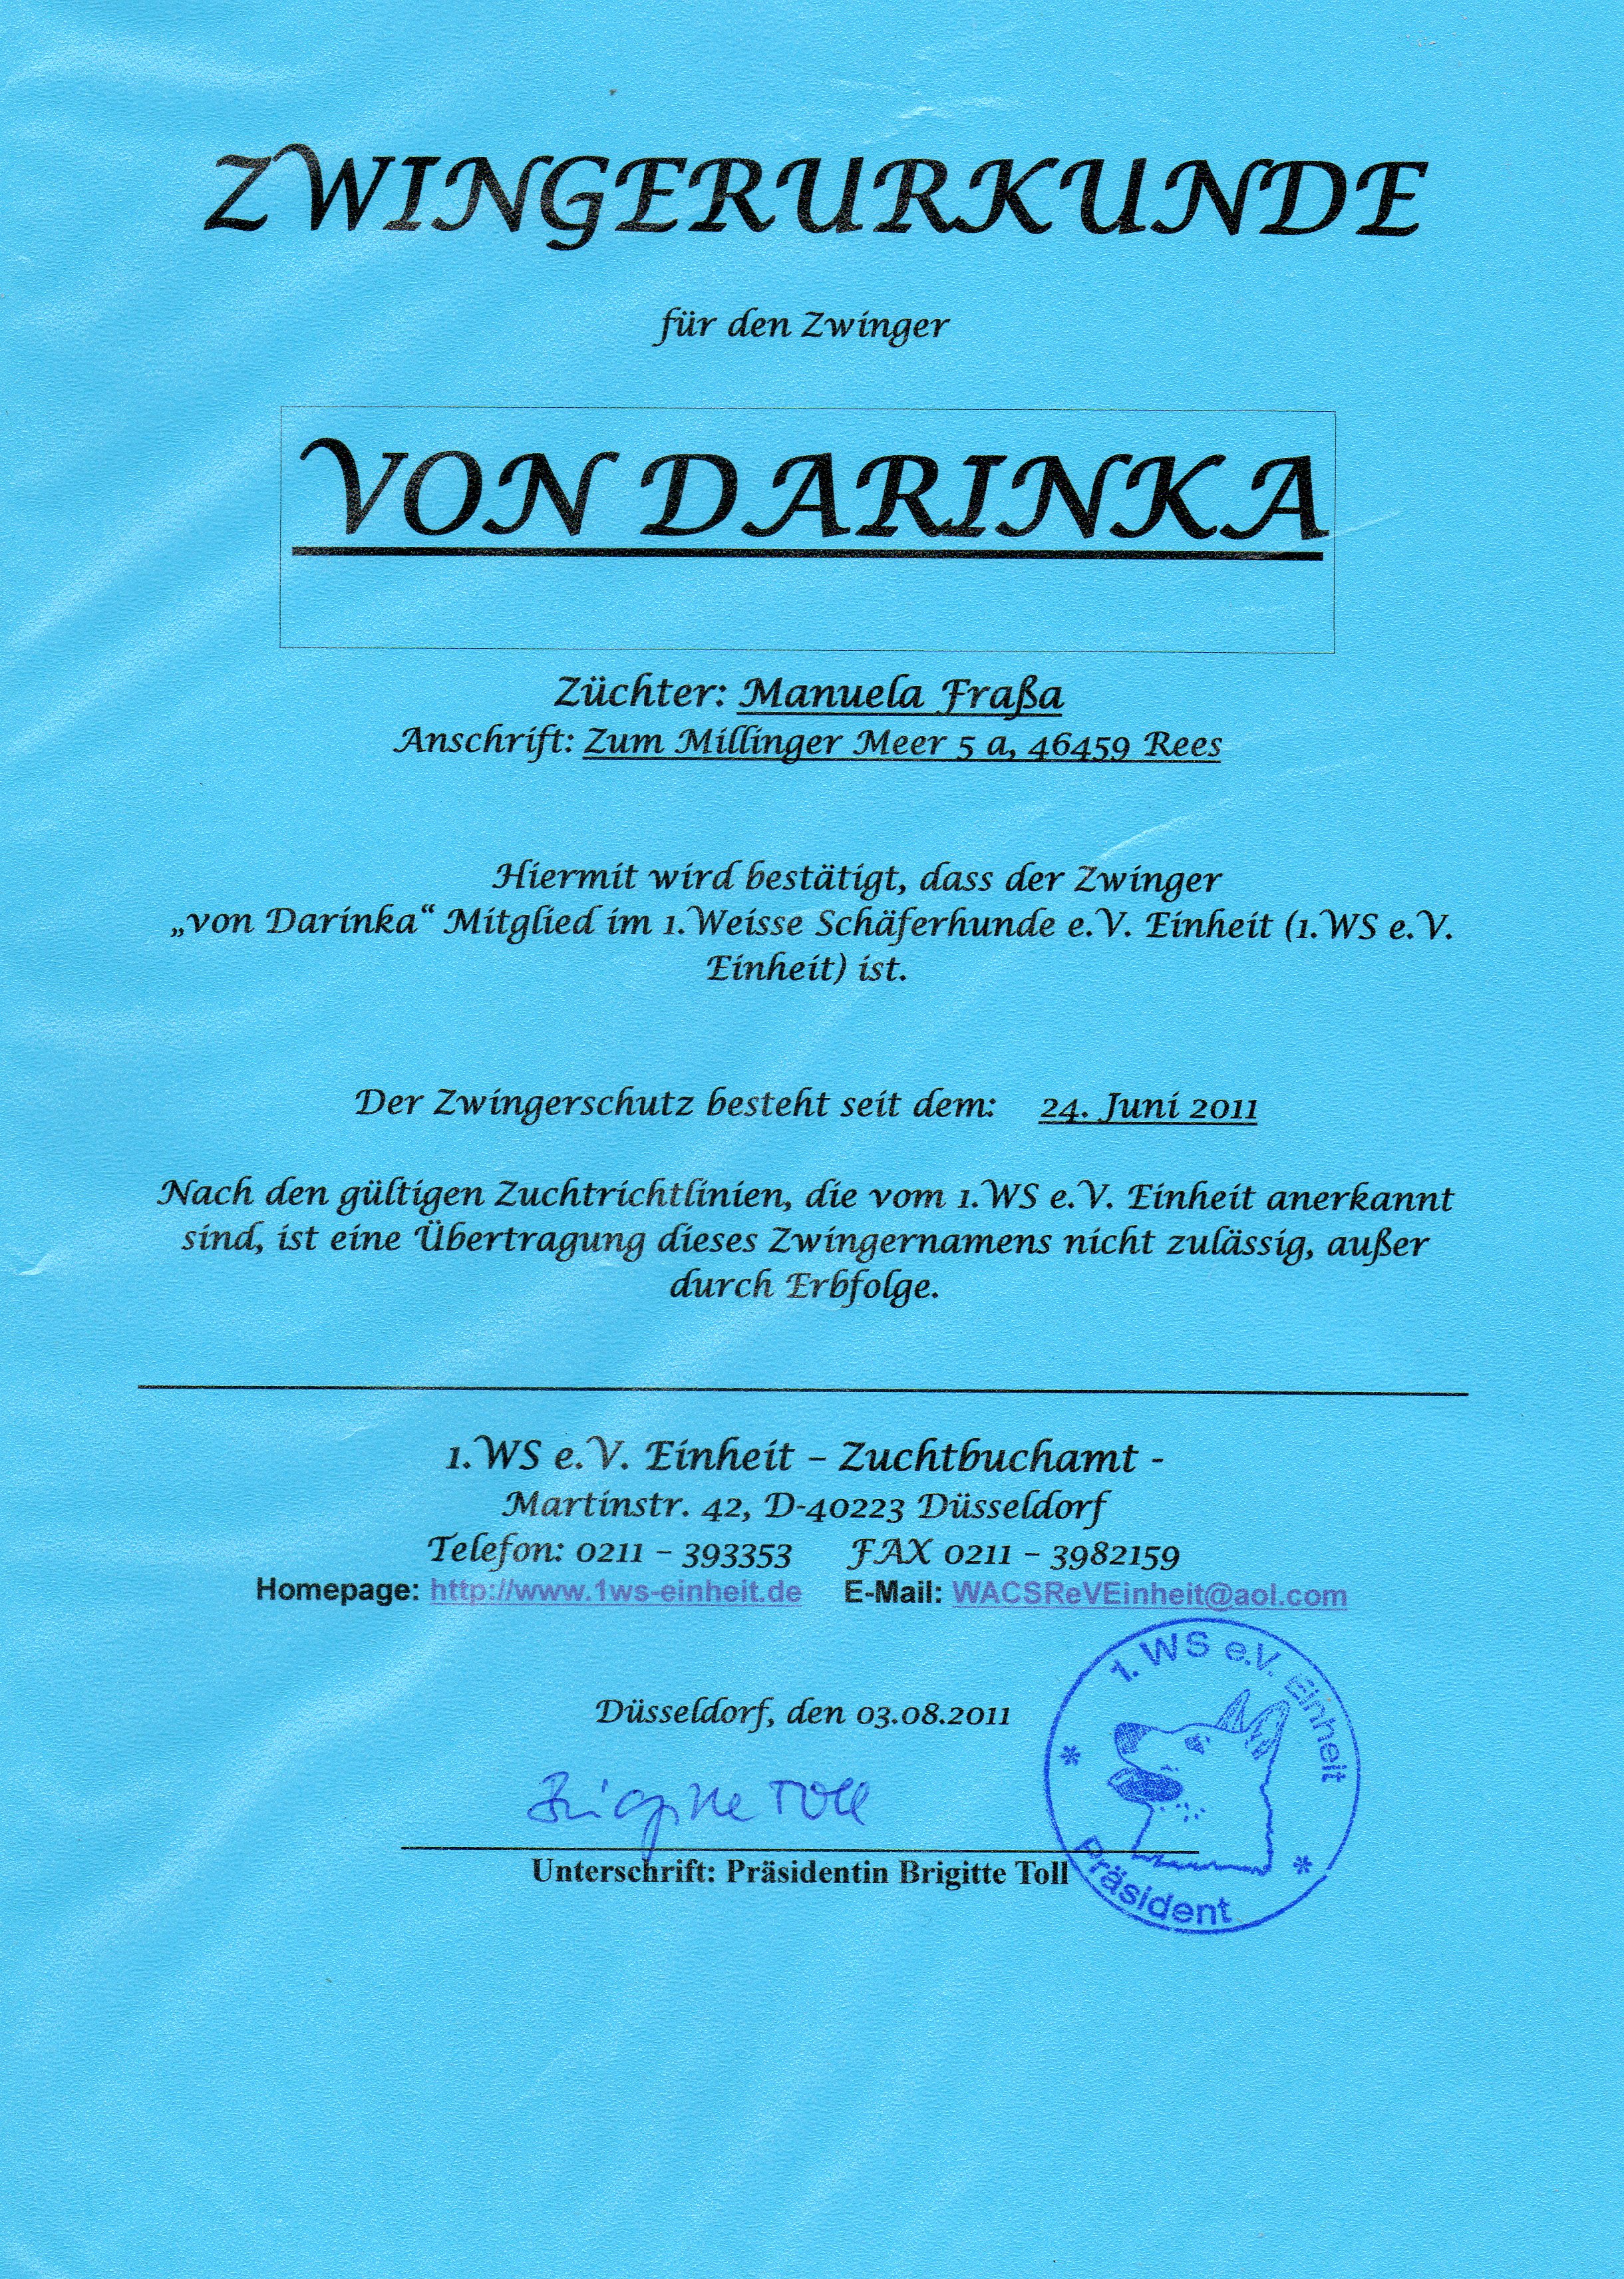 ZWINGERURKUNDE
für den Zwinger
VON DARINKA
Züchter: Manuela Fraßa
Anschrift: Zum Millinger Meer 5 a, 46459 Rees
Hiermit wird bestätigt, dass der Zwinger
„von Darinka“ Mitglied im 1.Weisse Schäferhunde e.V. Einheit (1.WS e.V.
Einheit) ist.
Der Zwingerschutz besteht seit dem: 24. Juni 2011
Nach den gültigen Zuchtrichtlinien, die vom 1.WS e.V. Einheit anerkannt
sind, ist eine Übertragung dieses Zwingernamens nicht zulässig, außer
durch Erbfolge.
1.WS e.V. Einheit – Zuchtbuchamt -
Martinstr. 42, D-40223 Düsseldorf
Telefon: 0211 – 393353 FAX 0211 – 3982159
Homepage: http://www.1ws-einheit.de E-Mail: WACSReVEinheit@aol.com
1. WS e.V. Einheit
Düsseldorf, den 03.08.2011
Brigitte Toll
Unterschrift: Präsidentin Brigitte Toll
* Präsident *